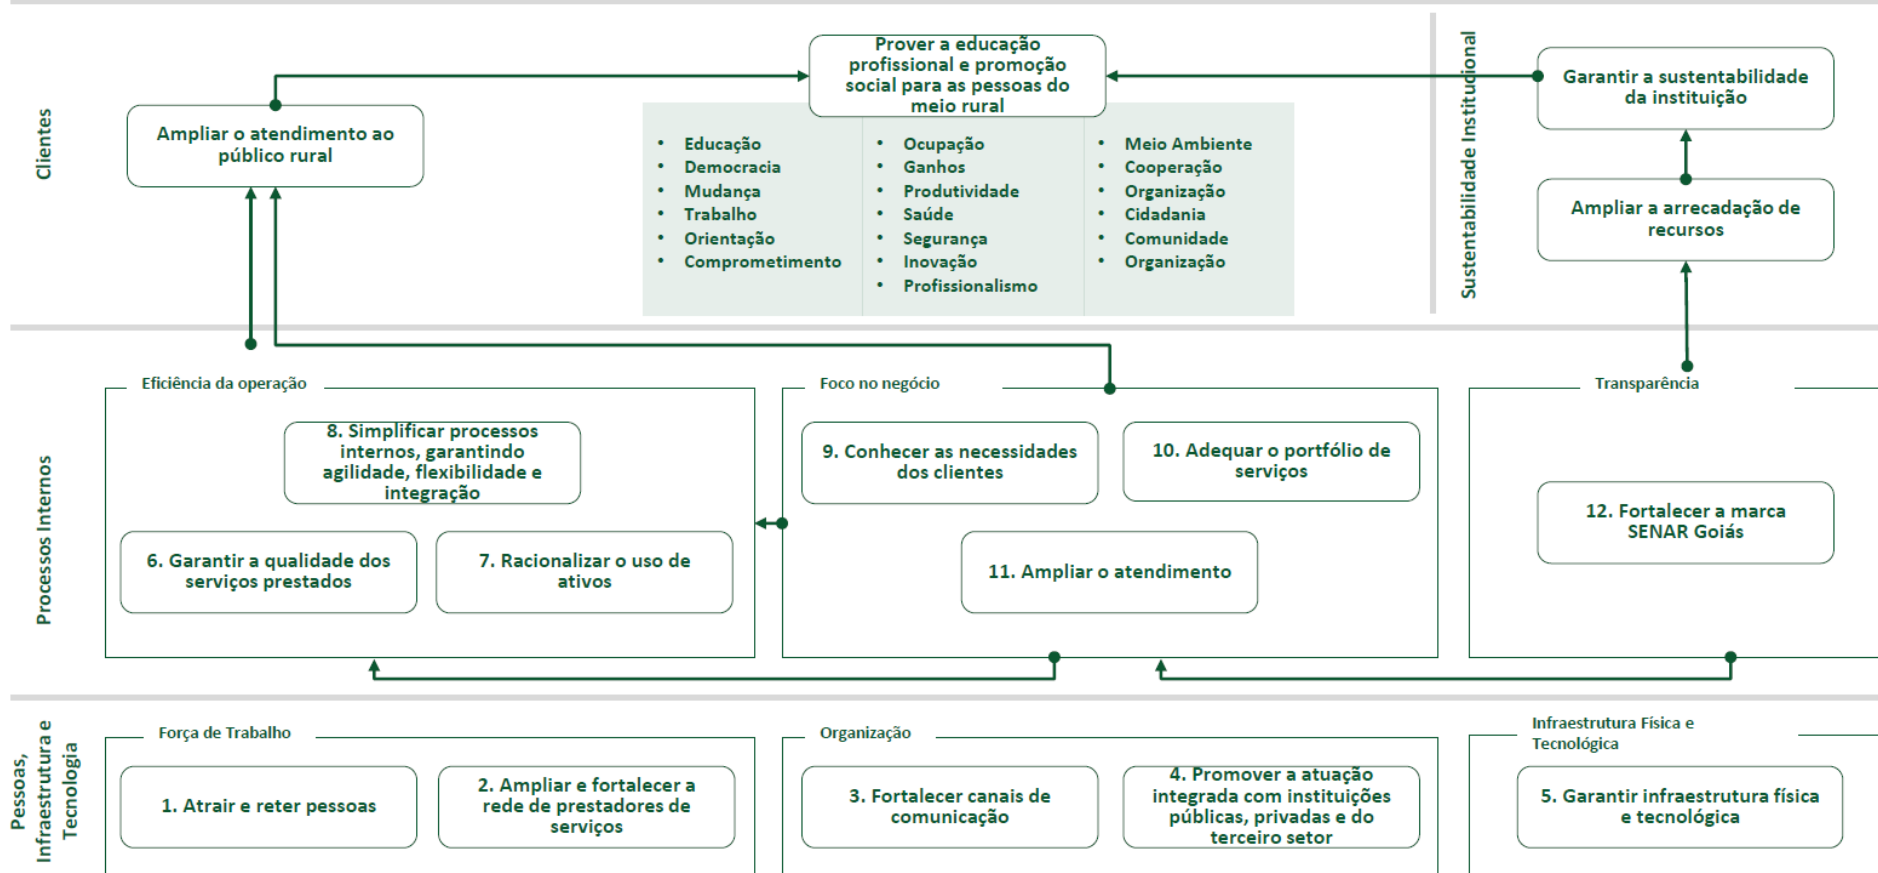 Clientes
Prover a educação
profissional e promoção
social para as pessoas do
meio rural
Ampliar o atendimento ao
público rural
• Educação
• Democracia
• Mudança
• Trabalho
• Orientação
• Comprometimento
• Ocupação
• Ganhos
• Produtividade
• Saúde
• Segurança
• Inovação
• Profissionalismo
• Meio Ambiente
• Cooperação
• Organização
• Cidadania
• Comunidade
• Organização
Sustentabilidade Institucional
Garantir a sustentabilidade
da instituição
Ampliar a arrecadação de
recursos
Processos Internos
Eficiência da operação
8. Simplificar processos
internos, garantindo
agilidade, flexibilidade e
integração
6. Garantir a qualidade dos
serviços prestados
7. Racionalizar o uso de
ativos
Foco no negócio
9. Conhecer as necessidades
dos clientes
10. Adequar o portfólio de
serviços
11. Ampliar o atendimento
Transparência
12. Fortalecer a marca
SENAR Goiás
Pessoas,
Infraestrutura e
Tecnologia
Força de Trabalho
1. Atrair e reter pessoas
2. Ampliar e fortalecer a
rede de prestadores de
serviços
Organização
3. Fortalecer canais de
comunicação
4. Promover a atuação
integrada com instituições
públicas, privadas e do
terceiro setor
Infraestrutura Física e
Tecnológica
5. Garantir infraestrutura física
e tecnológica